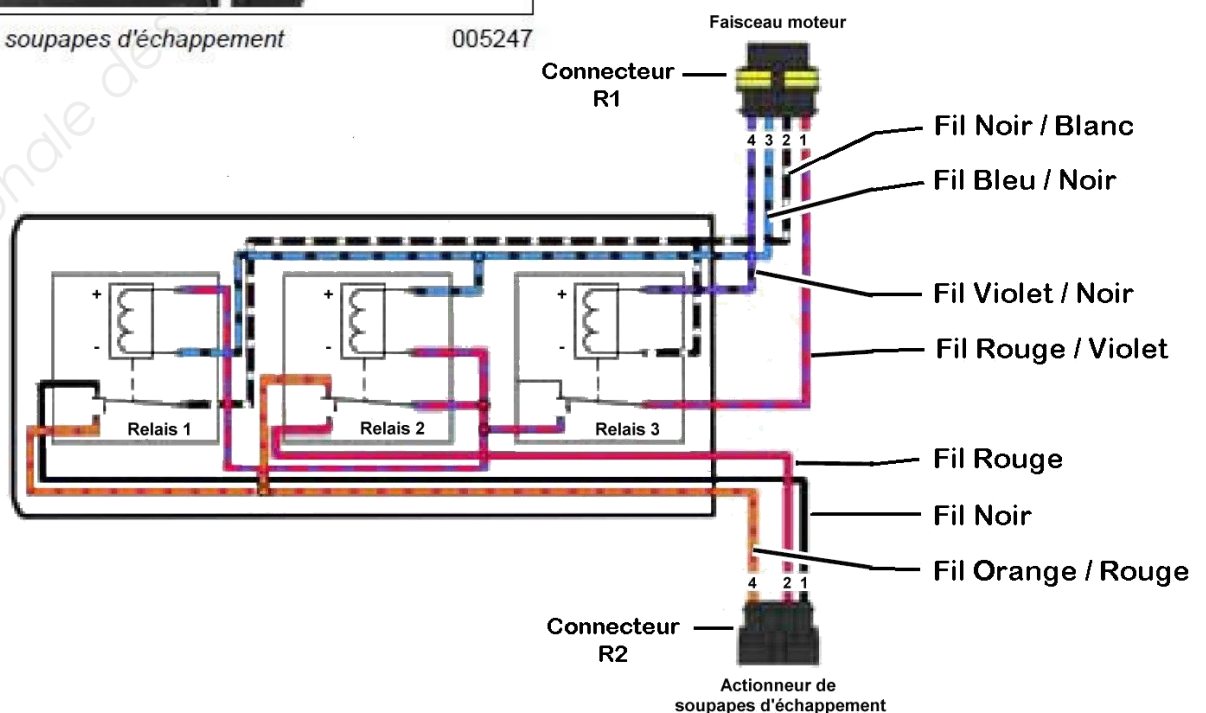 soupapes d'échappement 005247
Faisceau moteur
Connecteur
R1
4 3 2 1
Fil Noir / Blanc
Fil Bleu / Noir
Fil Violet / Noir
Fil Rouge / Violet
+
-
Relais 1
+
-
Relais 2
+
-
Relais 3
Fil Rouge
Fil Noir
Fil Orange / Rouge
4 2 1
Connecteur
R2
Actionneur de
soupapes d'échappement